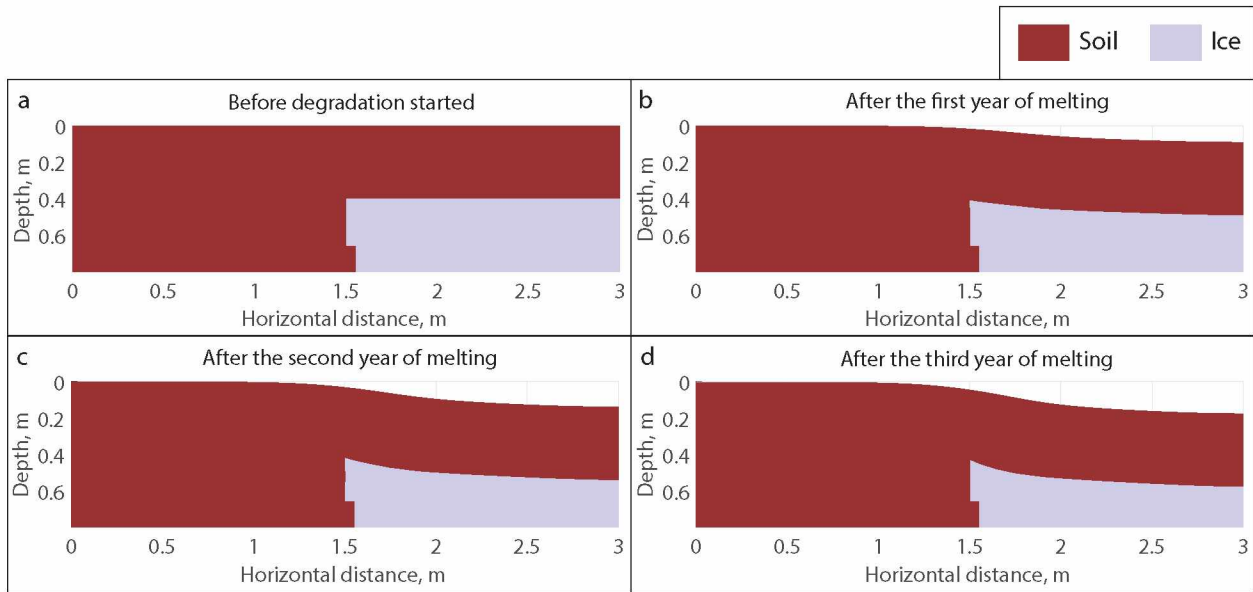 Soil Ice
a Before degradation started
0
0.2
0.4
0.6
Depth, m
0 0.5 1 1.5 2 2.5 3
Horizontal distance, m
b After the first year of melting
0
0.2
0.4
0.6
Depth, m
0 0.5 1 1.5 2 2.5 3
Horizontal distance, m
c After the second year of melting
0
0.2
0.4
0.6
Depth, m
0 0.5 1 1.5 2 2.5 3
Horizontal distance, m
d After the third year of melting
0
0.2
0.4
0.6
Depth, m
0 0.5 1 1.5 2 2.5 3
Horizontal distance, m